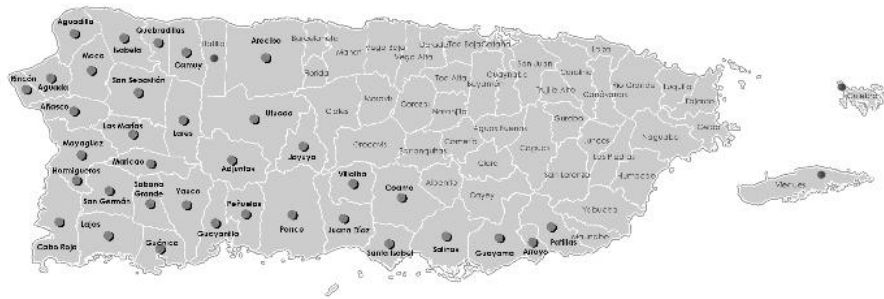 Aguadilla
Quebradillas
Isabela
Camuy
Hatillo
Arecibo
Barceloneta
Manatí
Vega Baja
Vega Alta
Dorado
Toa Baja
Cataño
San Juan
Loíza
Moca
San Sebastián
Rincón
Aguada
Añasco
Florida
Toa Alta
Bayamón
Guaynabo
Carolina
Trujillo Alto
Canóvanas
Río Grande
Luquillo
Fajardo
Culebra
Utuado
Ciales
Morovis
Corozal
Naranjito
Las Marías
Lares
Mayagüez
Maricao
Adjuntas
Jayuya
Orocovis
Barranquitas
Comerío
Aguas Buenas
Gurabo
Caguas
Juncos
Naguabo
Ceiba
Las Piedras
Hormigueros
San Germán
Sabana
Grande
Yauco
Peñuelas
Villalba
Coamo
Aibonito
Cidra
Cayey
San Lorenzo
Humacao
Vieques
Yabucoa
Maunabo
Cabo Rojo
Lajas
Guánica
Guayanilla
Ponce
Juana Díaz
Santa Isabel
Salinas
Guayama
Arroyo
Patillas